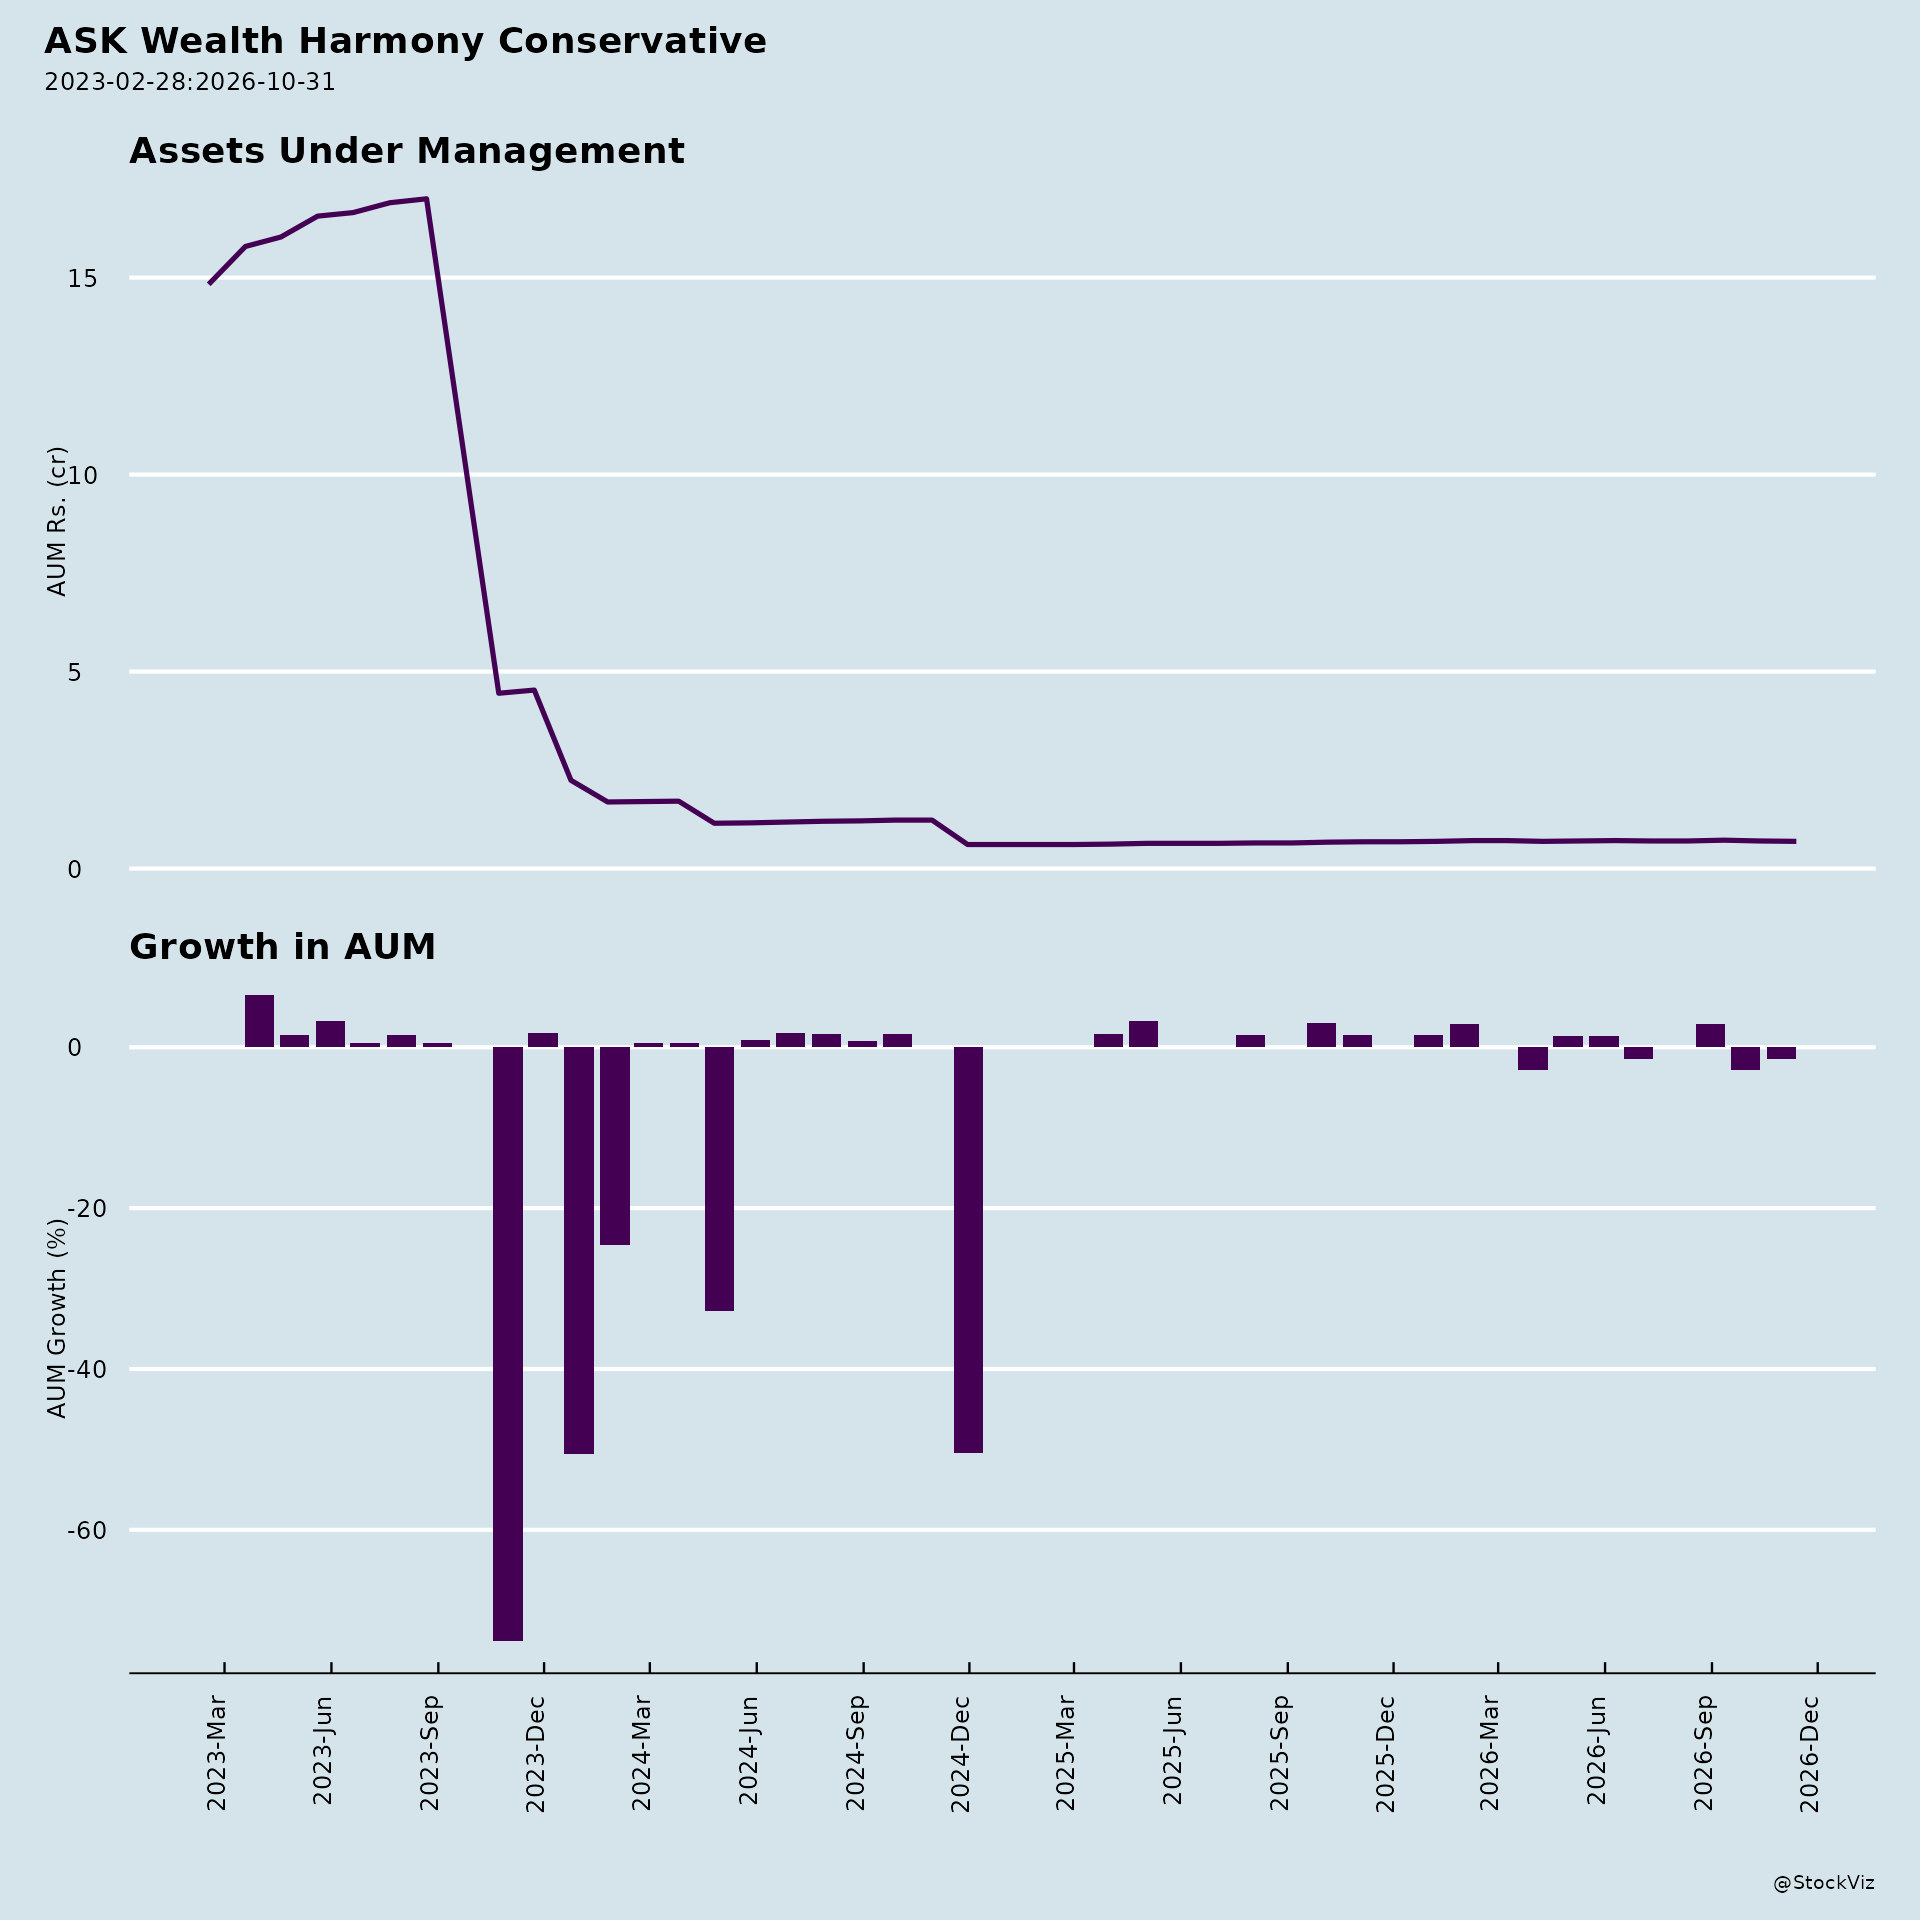 ASK Wealth Harmony Conservative
2023-02-28:2026-10-31
Assets Under Management
AUM Rs. (cr)
15
10
5
0
Growth in AUM
AUM Growth (%)
0
-20
-40
-60
2023-Mar
2023-Jun
2023-Sep
2023-Dec
2024-Mar
2024-Jun
2024-Sep
2024-Dec
2025-Mar
2025-Jun
2025-Sep
2025-Dec
2026-Mar
2026-Jun
2026-Sep
2026-Dec
@StockViz